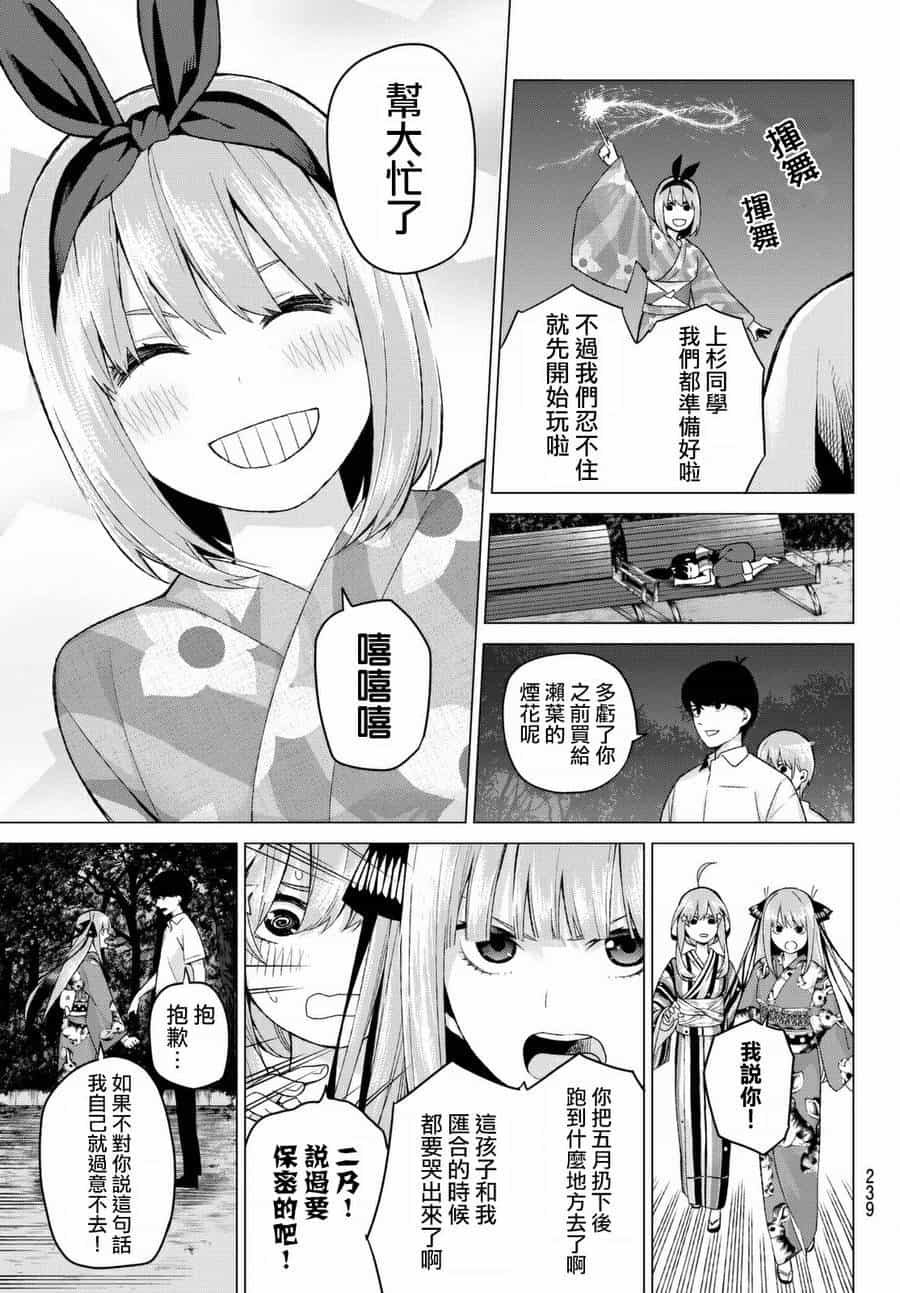 揮舞
揮舞
上杉同學
我們都準備好啦
不過我們忍不住
就先開始玩啦
幫大忙了
嘻嘻嘻
多虧了你
之前買給
瀨葉的
煙花呢
我說你！
你把五月扔下後
跑到什麼地方去了啊
這孩子和我
匯合的時候
都要哭出來了啊
二乃！
說過要
保密的吧！
抱
抱歉…
如果不對你說這句話
我自己就過意不去！
239